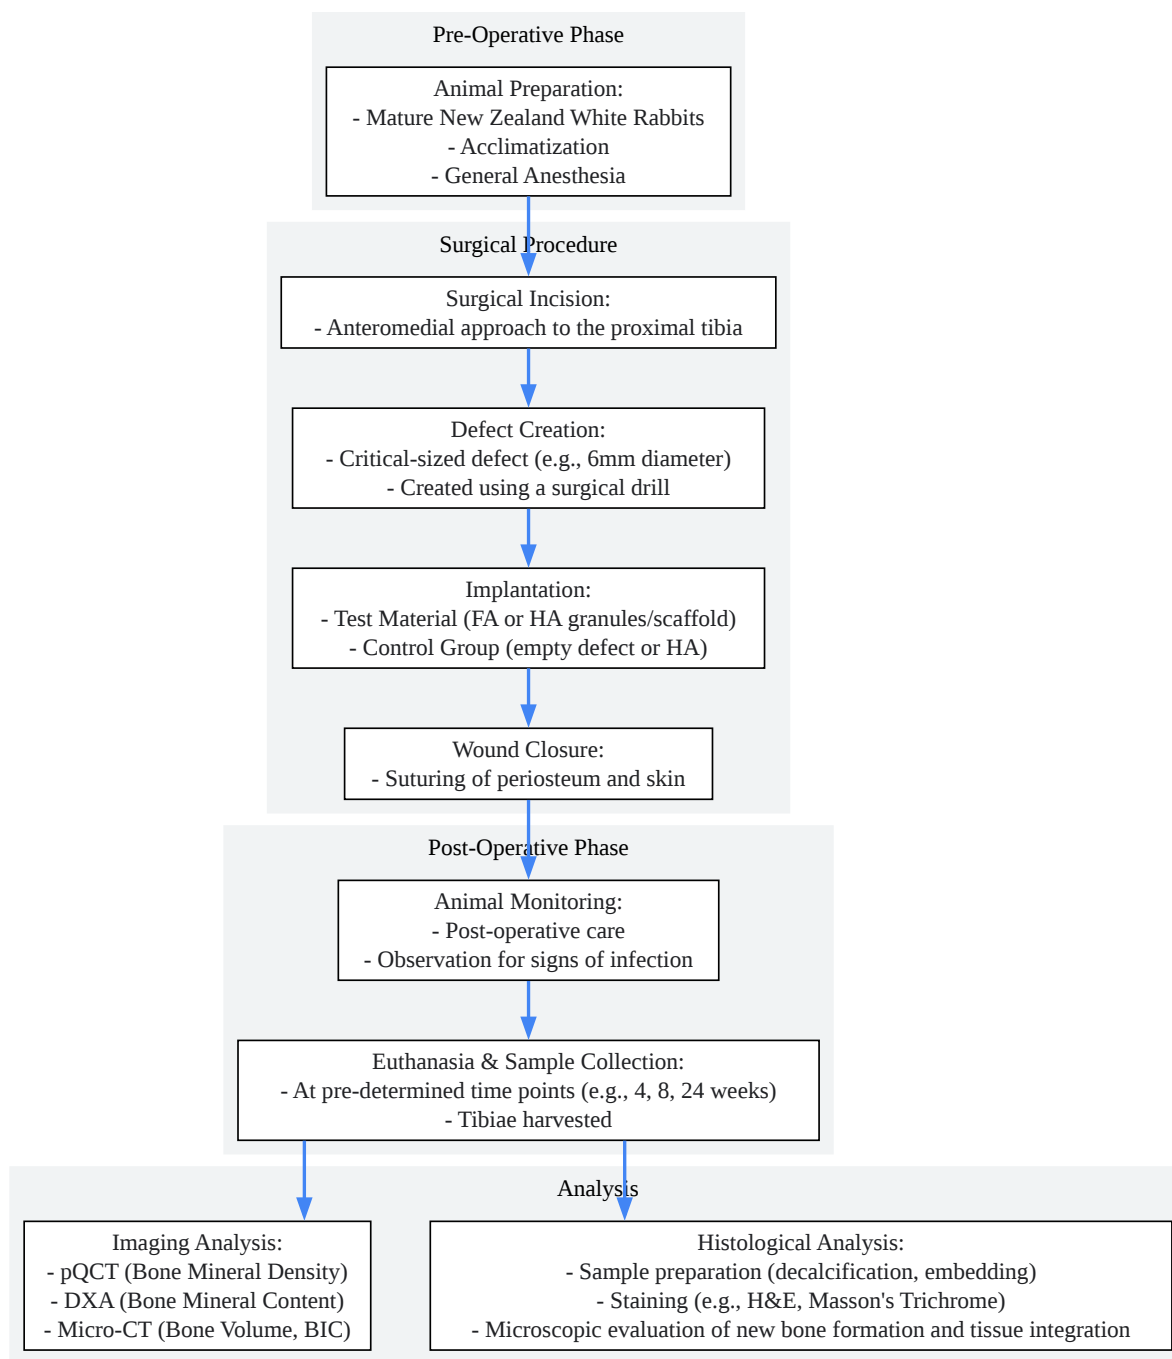 Pre-Operative Phase
Animal Preparation:
- Mature New Zealand White Rabbits
- Acclimatization
- General Anesthesia
Surgical Procedure
Surgical Incision:
- Anteromedial approach to the proximal tibia
Defect Creation:
- Critical-sized defect (e.g., 6mm diameter)
- Created using a surgical drill
Implantation:
- Test Material (FA or HA granules/scaffold)
- Control Group (empty defect or HA)
Wound Closure:
- Suturing of periosteum and skin
Post-Operative Phase
Animal Monitoring:
- Post-operative care
- Observation for signs of infection
Euthanasia & Sample Collection:
- At pre-determined time points (e.g., 4, 8, 24 weeks)
- Tibiae harvested
Analysis
Imaging Analysis:
- pQCT (Bone Mineral Density)
- DXA (Bone Mineral Content)
- Micro-CT (Bone Volume, BIC)
Histological Analysis:
- Sample preparation (decalcification, embedding)
- Staining (e.g., H&E, Masson's Trichrome)
- Microscopic evaluation of new bone formation and tissue integration